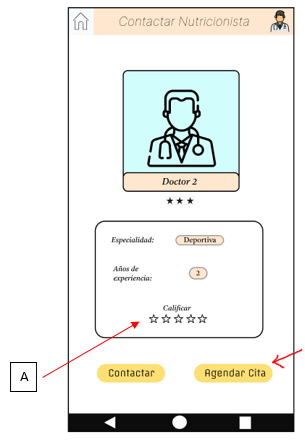 Contactar Nutricionista
Doctor 2
Especialidad: Deportiva
Años de
experiencia: 2
Calificar
A
Contactar Agendar Cita